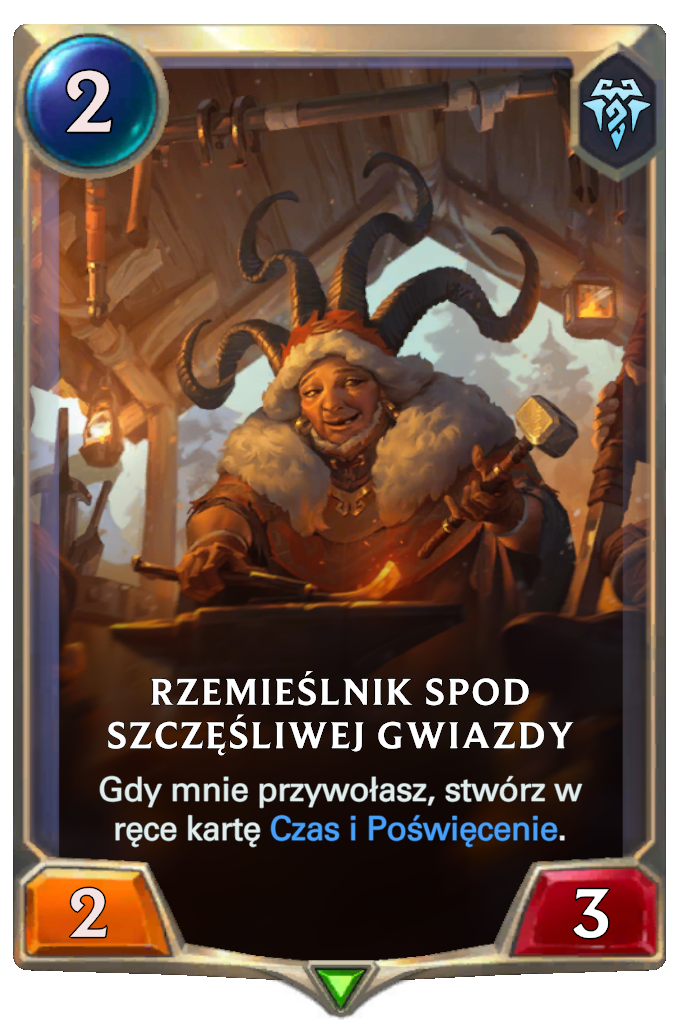 2
RZEMIEŚLNIK SPOD
SZCZĘŚLIWEJ GWIAZDY
Gdy mnie przywołasz, stwórz w
ręce kartę Czas i Poświęcenie.
2
3